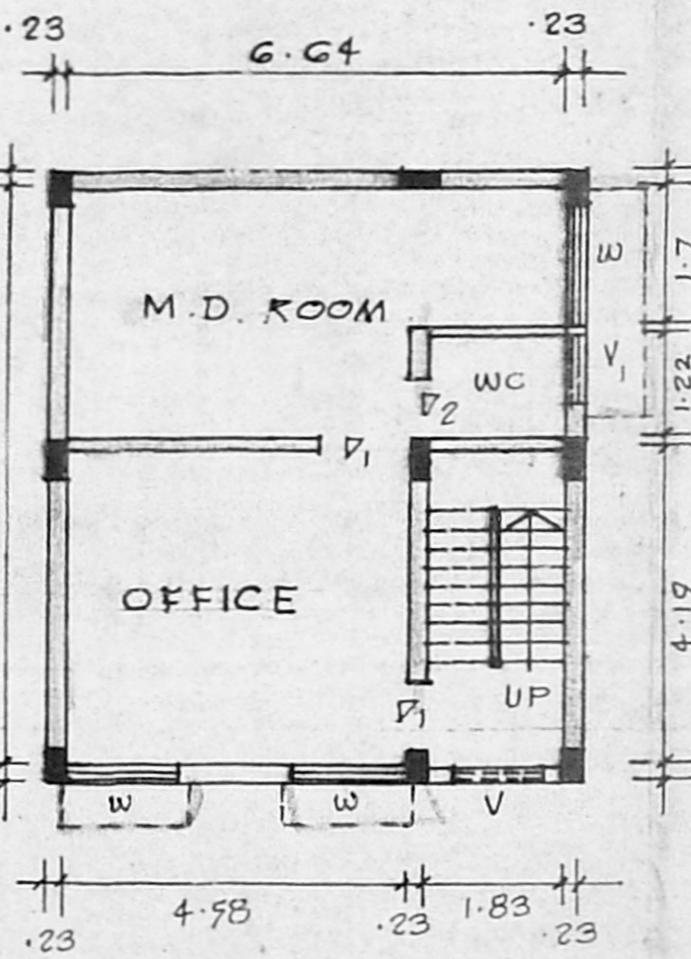 .23 6.64 .23
M.D. ROOM
W
1.7
WC
V1
1.22
D2
D1
OFFICE
4.19
UP
D1
W W V
4.98 1.83
.23 .23 .23